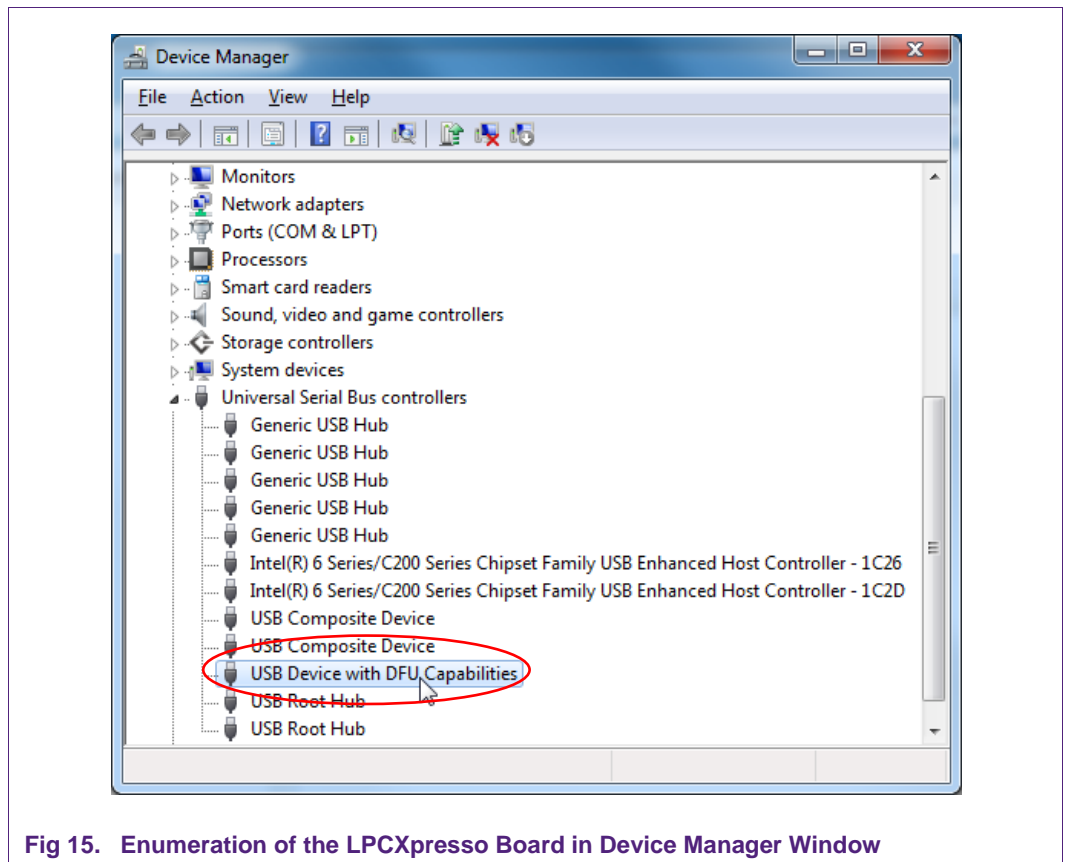 Device Manager
File Action View Help
Monitors
Network adapters
Ports (COM & LPT)
Processors
Smart card readers
Sound, video and game controllers
Storage controllers
System devices
Universal Serial Bus controllers
Generic USB Hub
Generic USB Hub
Generic USB Hub
Generic USB Hub
Generic USB Hub
Intel(R) 6 Series/C200 Series Chipset Family USB Enhanced Host Controller - 1C26
Intel(R) 6 Series/C200 Series Chipset Family USB Enhanced Host Controller - 1C2D
USB Composite Device
USB Composite Device
USB Device with DFU Capabilities
USB Root Hub
USB Root Hub
Fig 15. Enumeration of the LPCXpresso Board in Device Manager Window